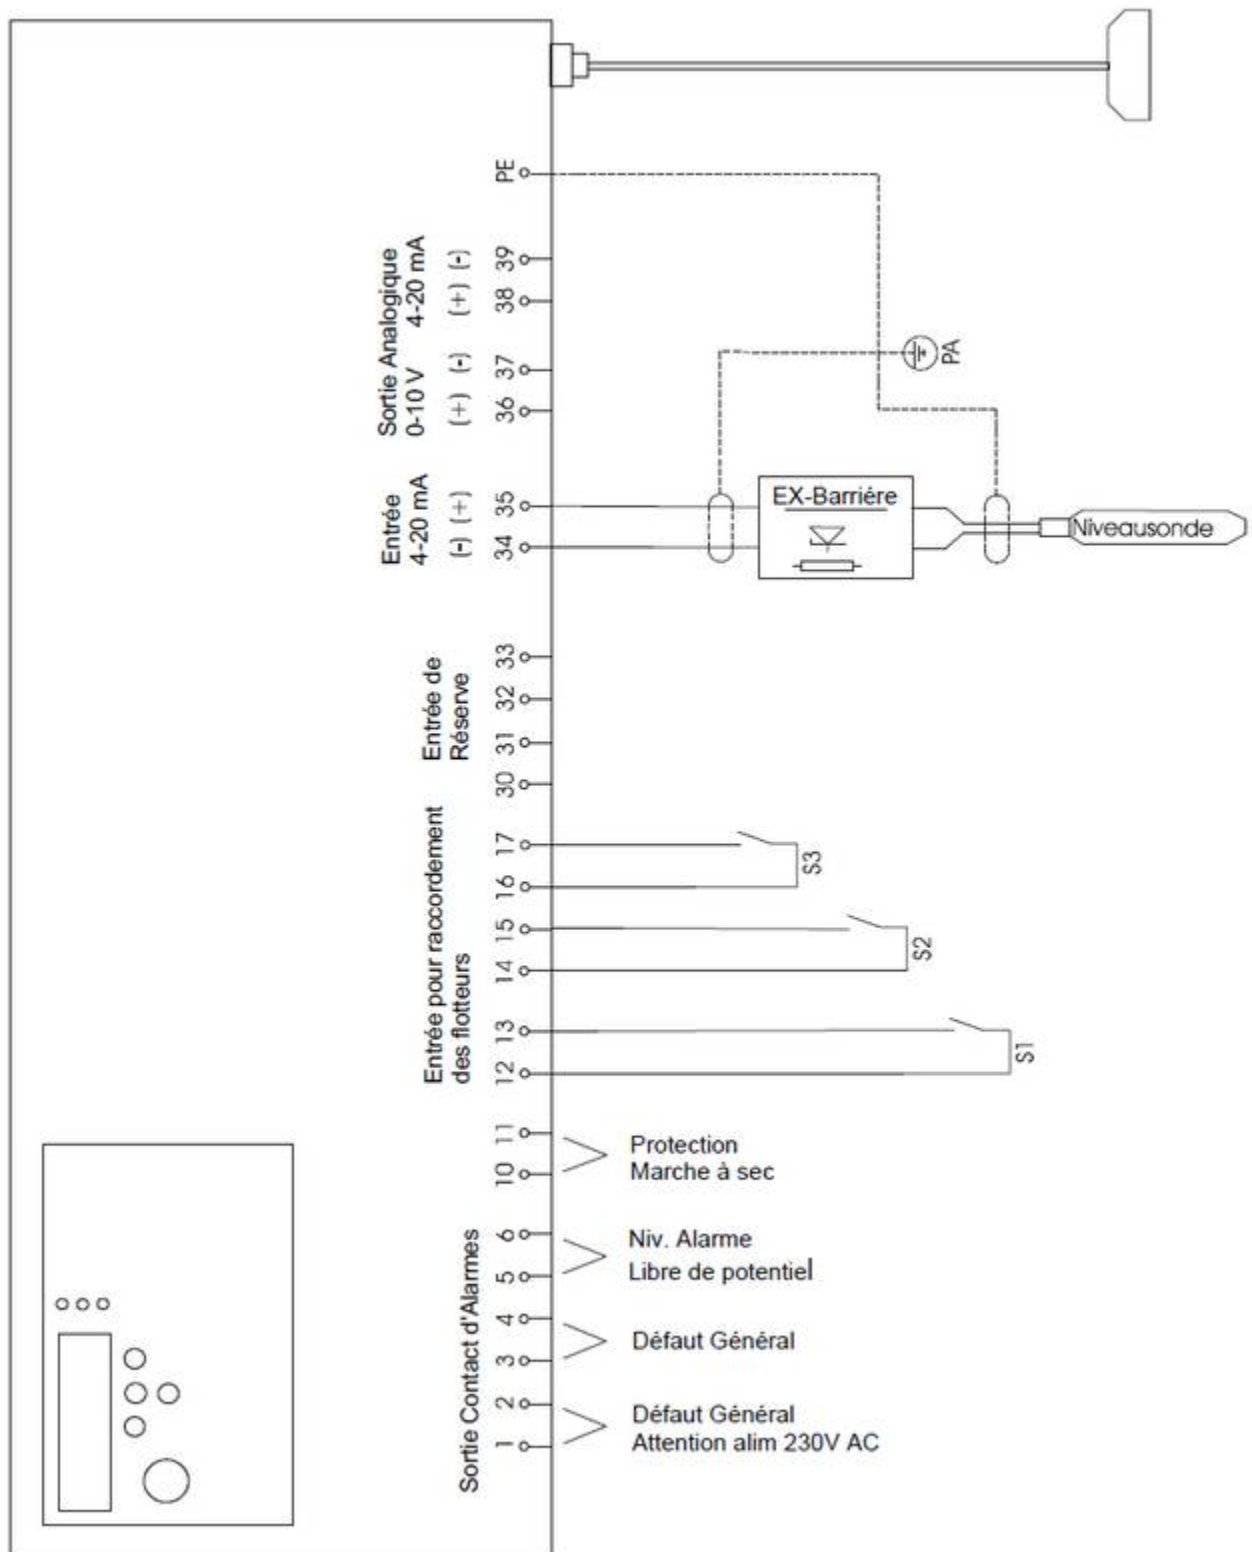 PE
Sortie Analogique
0-10 V 4-20 mA
(+) (-) (+) (-)
36 37 38 39
PA
Entrée
4-20 mA
(-) (+)
34 35
EX-Barriére
Niveausonde
Entrée de
Réserve
30 31 32 33
Entrée pour raccordement
des flotteurs
12 13 14 15 16 17
S3
S2
S1
10 11
Protection
Marche à sec
Sortie Contact d'Alarmes
1 2 3 4 5 6
Niv. Alarme
Libre de potentiel
Défaut Général
Défaut Général
Attention alim 230V AC